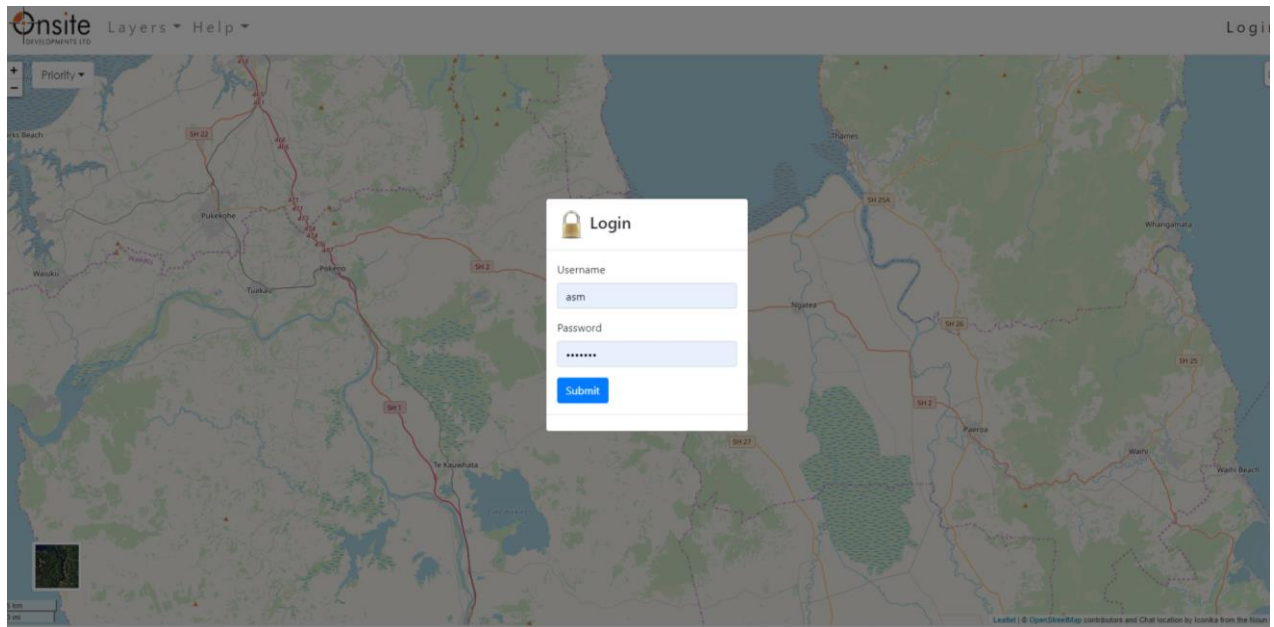 Onsite
DEVELOPMENTS LTD
Layers
Help
Logi
+
-
Priority
Thames
SH 22
SH 25A
Pukekohe
Whangamata
Waiuku
Waikato
Pokeno
SH 2
Tuakau
Ngatea
SH 26
SH 25
SH 1
SH 2
Paeroa
SH 27
Te Kauwhata
Waihi
Waihi Beach
Login
Username
asm
Password
•••••••
Submit
Leaflet | © OpenStreetMap contributors and Chat location by Iconika from the Noun